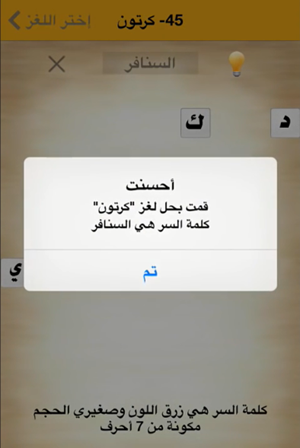 إختر اللغز
45- كرتون
السنافر
ك
د
أحسنت
قمت بحل لغز "كرتون"
كلمة السر هي السنافر
تم
ي
كلمة السر هي زرق اللون وصغيري الحجم
مكونة من 7 أحرف